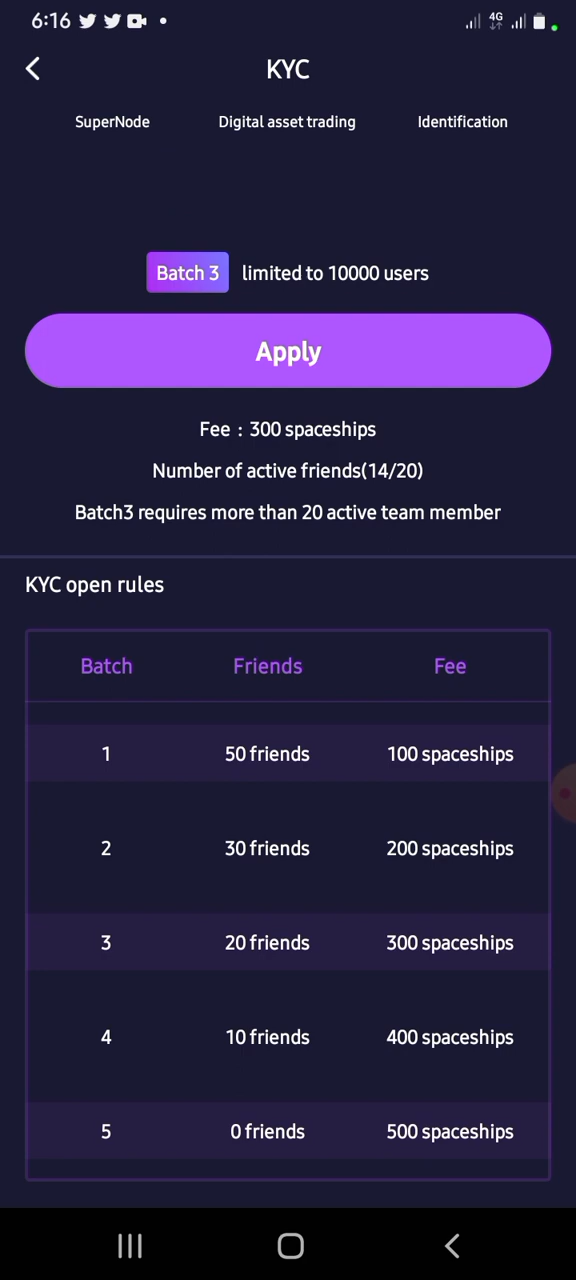 6:16
4G
KYC
SuperNode Digital asset trading Identification
Batch 3 limited to 10000 users
Apply
Fee : 300 spaceships
Number of active friends(14/20)
Batch3 requires more than 20 active team member
KYC open rules
Batch Friends Fee
1 50 friends 100 spaceships
2 30 friends 200 spaceships
3 20 friends 300 spaceships
4 10 friends 400 spaceships
5 0 friends 500 spaceships